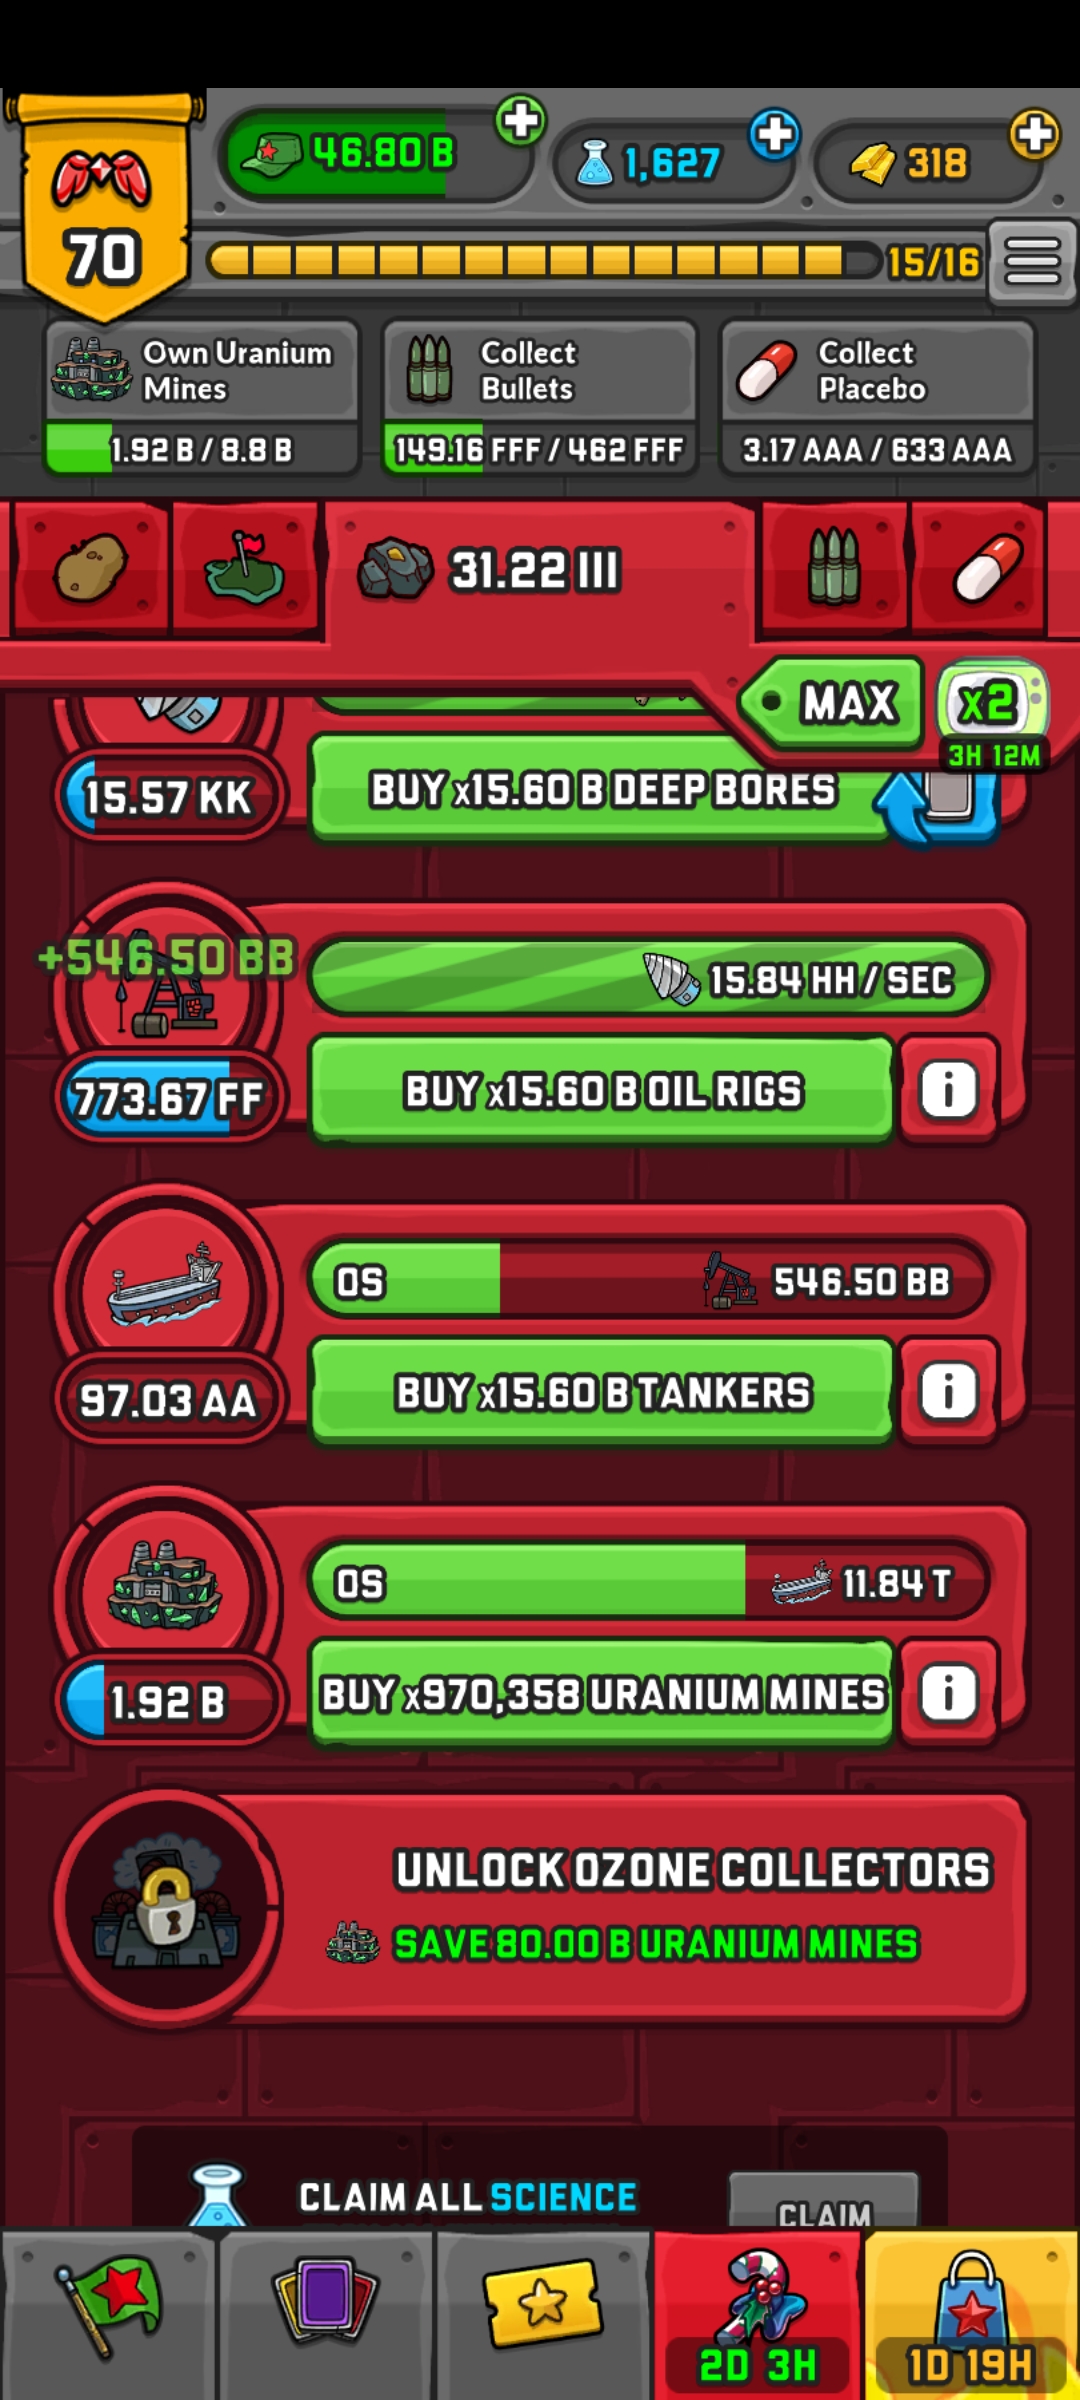 46.80 B
1,627
318
70
15/16
Own Uranium
Mines
1.92 B / 8.8 B
Collect
Bullets
149.16 FFF / 462 FFF
Collect
Placebo
3.17 AAA / 633 AAA
31.22 III
MAX
x2
3H 12M
15.57 KK
BUY x15.60 B DEEP BORES
+546.50 BB
15.84 HH / SEC
773.67 FF
BUY x15.60 B OIL RIGS
i
0S
546.50 BB
97.03 AA
BUY x15.60 B TANKERS
i
0S
11.84 T
1.92 B
BUY x970,358 URANIUM MINES
i
UNLOCK OZONE COLLECTORS
SAVE 80.00 B URANIUM MINES
CLAIM ALL SCIENCE
CLAIM
2D 3H
1D 19H